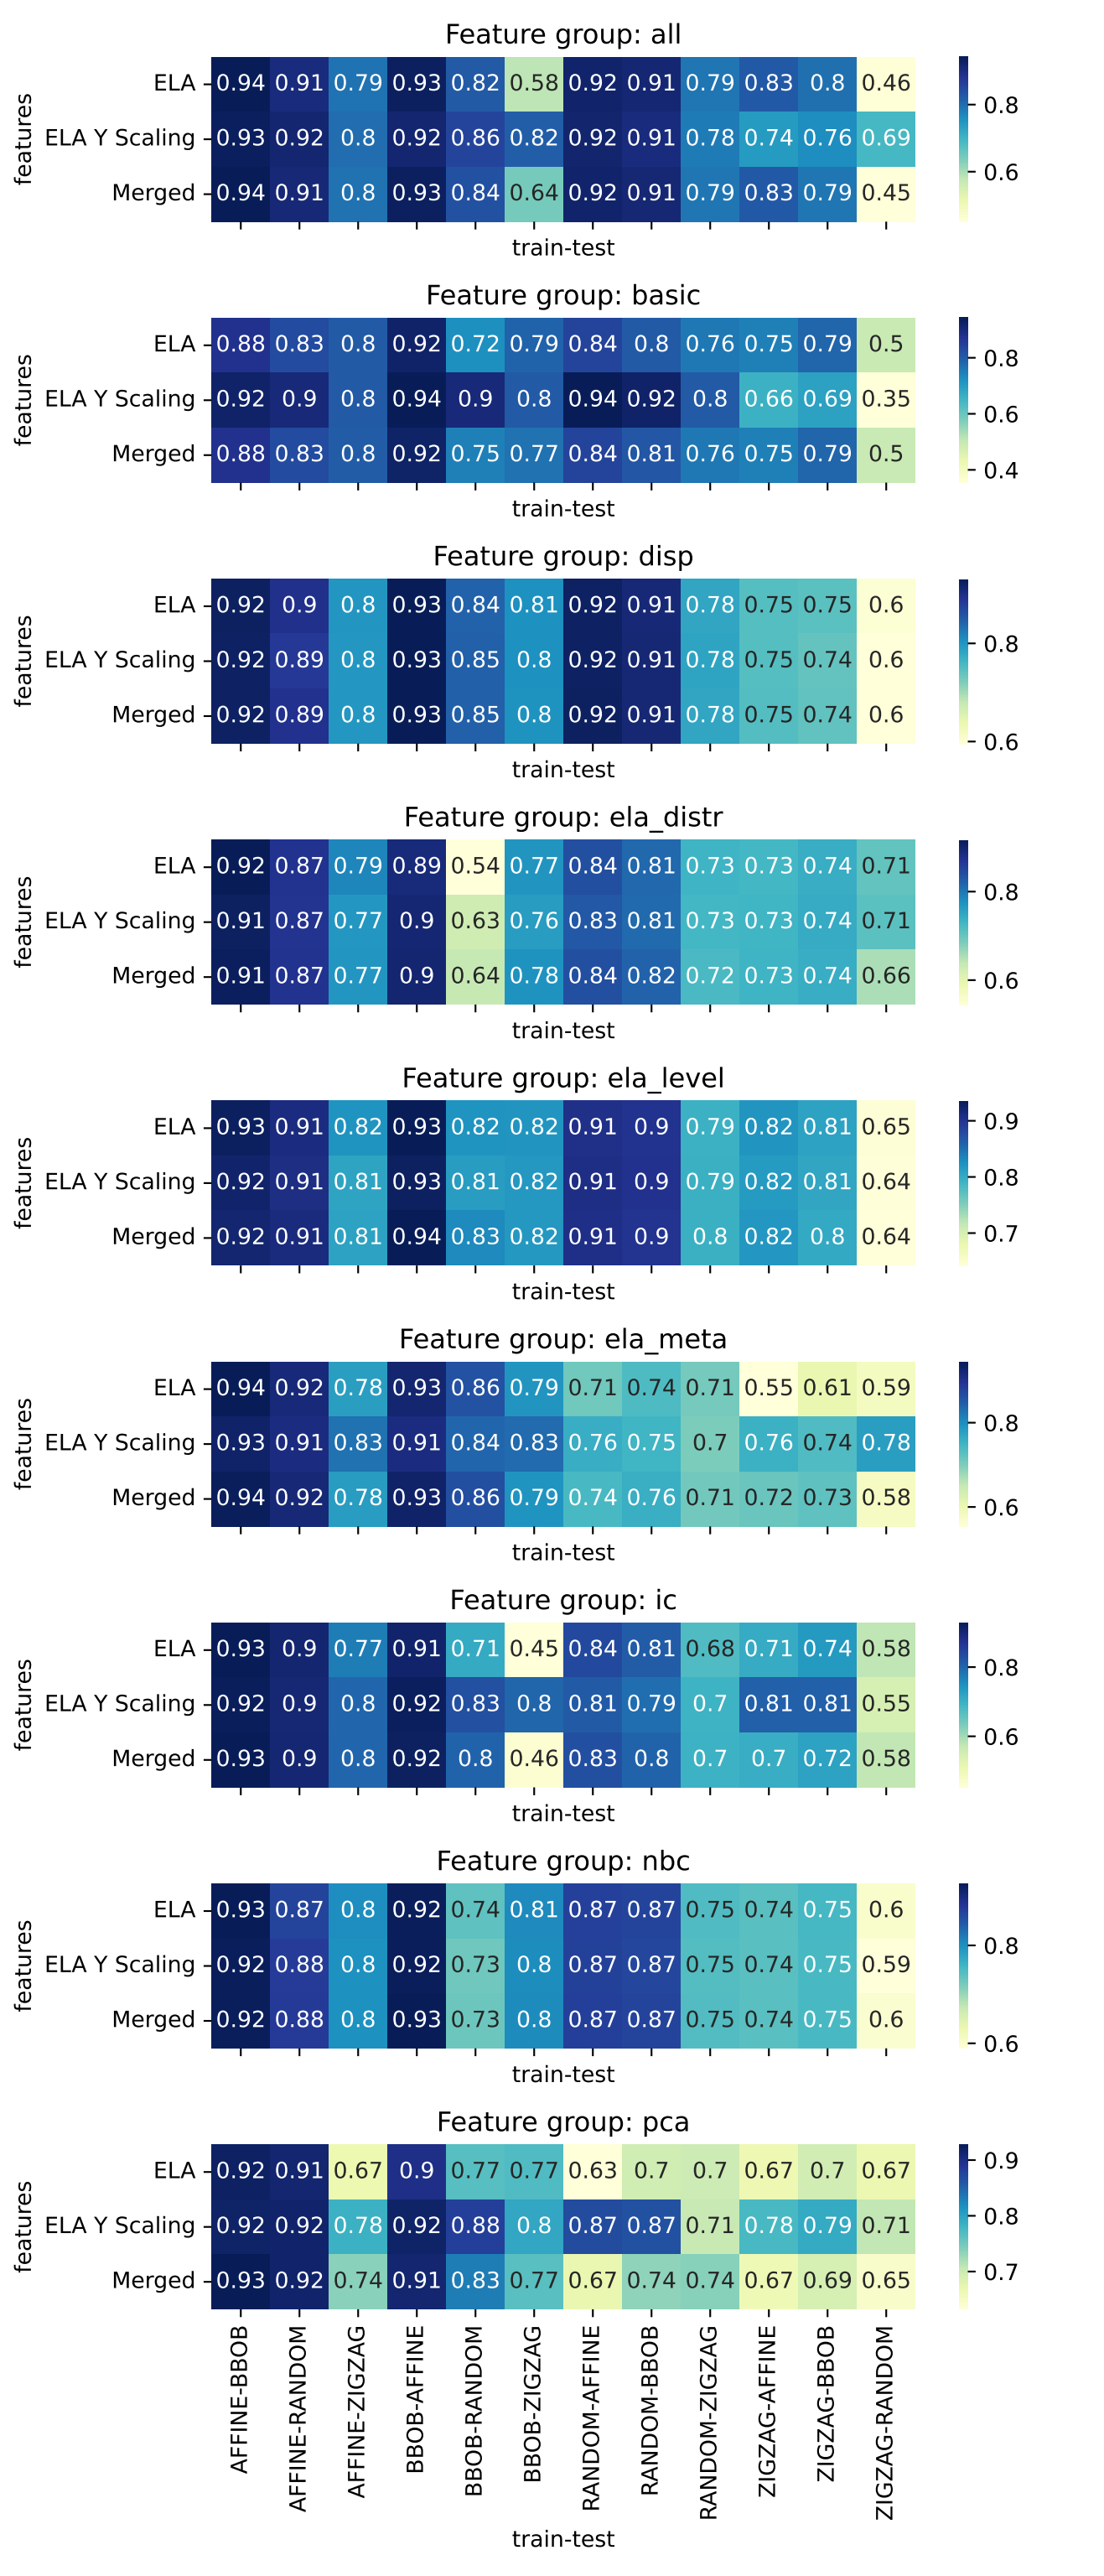 Feature group: all
features
ELA 0.94 0.91 0.79 0.93 0.82 0.58 0.92 0.91 0.79 0.83 0.8 0.46
ELA Y Scaling 0.93 0.92 0.8 0.92 0.86 0.82 0.92 0.91 0.78 0.74 0.76 0.69
Merged 0.94 0.91 0.8 0.93 0.84 0.64 0.92 0.91 0.79 0.83 0.79 0.45
0.8
0.6
train-test
Feature group: basic
features
ELA 0.88 0.83 0.8 0.92 0.72 0.79 0.84 0.8 0.76 0.75 0.79 0.5
ELA Y Scaling 0.92 0.9 0.8 0.94 0.9 0.8 0.94 0.92 0.8 0.66 0.69 0.35
Merged 0.88 0.83 0.8 0.92 0.75 0.77 0.84 0.81 0.76 0.75 0.79 0.5
0.8
0.6
0.4
train-test
Feature group: disp
features
ELA 0.92 0.9 0.8 0.93 0.84 0.81 0.92 0.91 0.78 0.75 0.75 0.6
ELA Y Scaling 0.92 0.89 0.8 0.93 0.85 0.8 0.92 0.91 0.78 0.75 0.74 0.6
Merged 0.92 0.89 0.8 0.93 0.85 0.8 0.92 0.91 0.78 0.75 0.74 0.6
0.8
0.6
train-test
Feature group: ela_distr
features
ELA 0.92 0.87 0.79 0.89 0.54 0.77 0.84 0.81 0.73 0.73 0.74 0.71
ELA Y Scaling 0.91 0.87 0.77 0.9 0.63 0.76 0.83 0.81 0.73 0.73 0.74 0.71
Merged 0.91 0.87 0.77 0.9 0.64 0.78 0.84 0.82 0.72 0.73 0.74 0.66
0.8
0.6
train-test
Feature group: ela_level
features
ELA 0.93 0.91 0.82 0.93 0.82 0.82 0.91 0.9 0.79 0.82 0.81 0.65
ELA Y Scaling 0.92 0.91 0.81 0.93 0.81 0.82 0.91 0.9 0.79 0.82 0.81 0.64
Merged 0.92 0.91 0.81 0.94 0.83 0.82 0.91 0.9 0.8 0.82 0.8 0.64
0.9
0.8
0.7
train-test
Feature group: ela_meta
features
ELA 0.94 0.92 0.78 0.93 0.86 0.79 0.71 0.74 0.71 0.55 0.61 0.59
ELA Y Scaling 0.93 0.91 0.83 0.91 0.84 0.83 0.76 0.75 0.7 0.76 0.74 0.78
Merged 0.94 0.92 0.78 0.93 0.86 0.79 0.74 0.76 0.71 0.72 0.73 0.58
0.8
0.6
train-test
Feature group: ic
features
ELA 0.93 0.9 0.77 0.91 0.71 0.45 0.84 0.81 0.68 0.71 0.74 0.58
ELA Y Scaling 0.92 0.9 0.8 0.92 0.83 0.8 0.81 0.79 0.7 0.81 0.81 0.55
Merged 0.93 0.9 0.8 0.92 0.8 0.46 0.83 0.8 0.7 0.7 0.72 0.58
0.8
0.6
train-test
Feature group: nbc
features
ELA 0.93 0.87 0.8 0.92 0.74 0.81 0.87 0.87 0.75 0.74 0.75 0.6
ELA Y Scaling 0.92 0.88 0.8 0.92 0.73 0.8 0.87 0.87 0.75 0.74 0.75 0.59
Merged 0.92 0.88 0.8 0.93 0.73 0.8 0.87 0.87 0.75 0.74 0.75 0.6
0.8
0.6
train-test
Feature group: pca
features
ELA 0.92 0.91 0.67 0.9 0.77 0.77 0.63 0.7 0.7 0.67 0.7 0.67
ELA Y Scaling 0.92 0.92 0.78 0.92 0.88 0.8 0.87 0.87 0.71 0.78 0.79 0.71
Merged 0.93 0.92 0.74 0.91 0.83 0.77 0.67 0.74 0.74 0.67 0.69 0.65
0.9
0.8
0.7
AFFINE-BBOB
AFFINE-RANDOM
AFFINE-ZIGZAG
BBOB-AFFINE
BBOB-RANDOM
BBOB-ZIGZAG
RANDOM-AFFINE
RANDOM-BBOB
RANDOM-ZIGZAG
ZIGZAG-AFFINE
ZIGZAG-BBOB
ZIGZAG-RANDOM
train-test